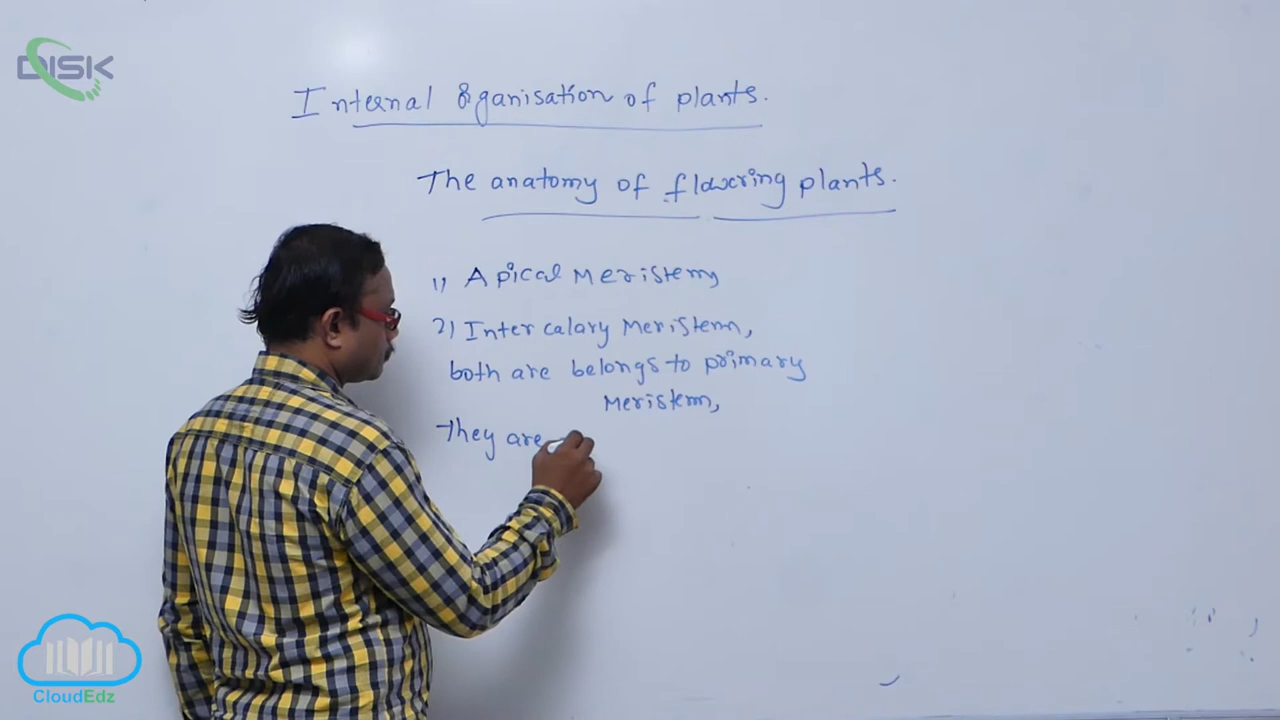 DISK
Internal organisation of plants.
The anatomy of flowering plants.
1) Apical Meristem,
2) Inter calary Meristem,
both are belongs to primary
Meristem,
They are
CloudEdz